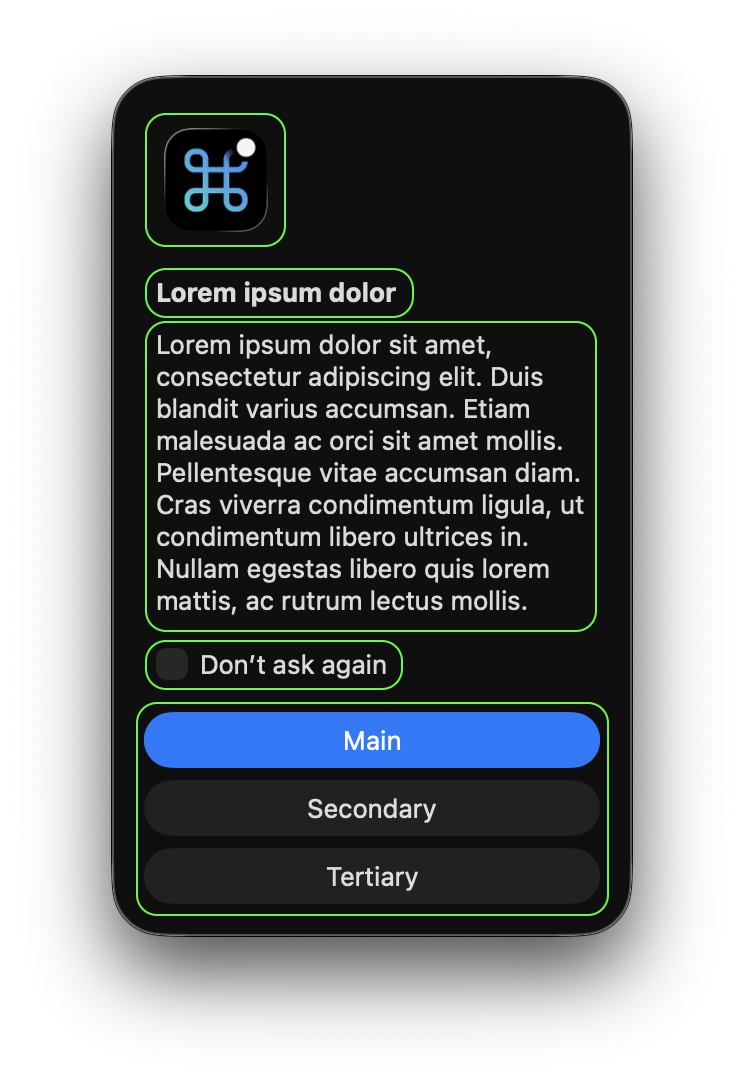 Lorem ipsum dolor
Lorem ipsum dolor sit amet,
consectetur adipiscing elit. Duis
blandit varius accumsan. Etiam
malesuada ac orci sit amet mollis.
Pellentesque vitae accumsan diam.
Cras viverra condimentum ligula, ut
condimentum libero ultrices in.
Nullam egestas libero quis lorem
mattis, ac rutrum lectus mollis.
Don’t ask again
Main
Secondary
Tertiary